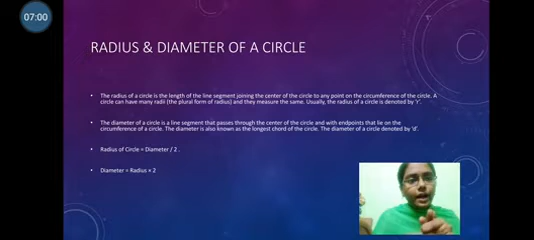 07:00
RADIUS & DIAMETER OF A CIRCLE
• The radius of a circle is the length of the line segment joining the center of the circle to any point on the circumference of the circle. A
circle can have many radii (the plural form of radius) and they measure the same. Usually, the radius of a circle is denoted by 'r'.
• The diameter of a circle is a line segment that passes through the center of the circle and with endpoints that lie on the
circumference of a circle. The diameter is also known as the longest chord of the circle. The diameter of a circle denoted by 'd'.
• Radius of Circle = Diameter / 2 .
• Diameter = Radius × 2